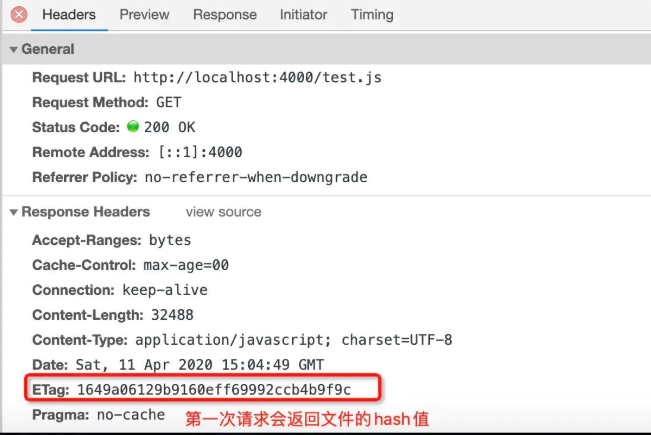 Headers Preview Response Initiator Timing
General
Request URL: http://localhost:4000/test.js
Request Method: GET
Status Code: 200 OK
Remote Address: [::1]:4000
Referrer Policy: no-referrer-when-downgrade
Response Headers view source
Accept-Ranges: bytes
Cache-Control: max-age=00
Connection: keep-alive
Content-Length: 32488
Content-Type: application/javascript; charset=UTF-8
Date: Sat, 11 Apr 2020 15:04:49 GMT
ETag: 1649a06129b9160eff69992ccb4b9f9c
Pragma: no-cache 第一次请求会返回文件的hash值